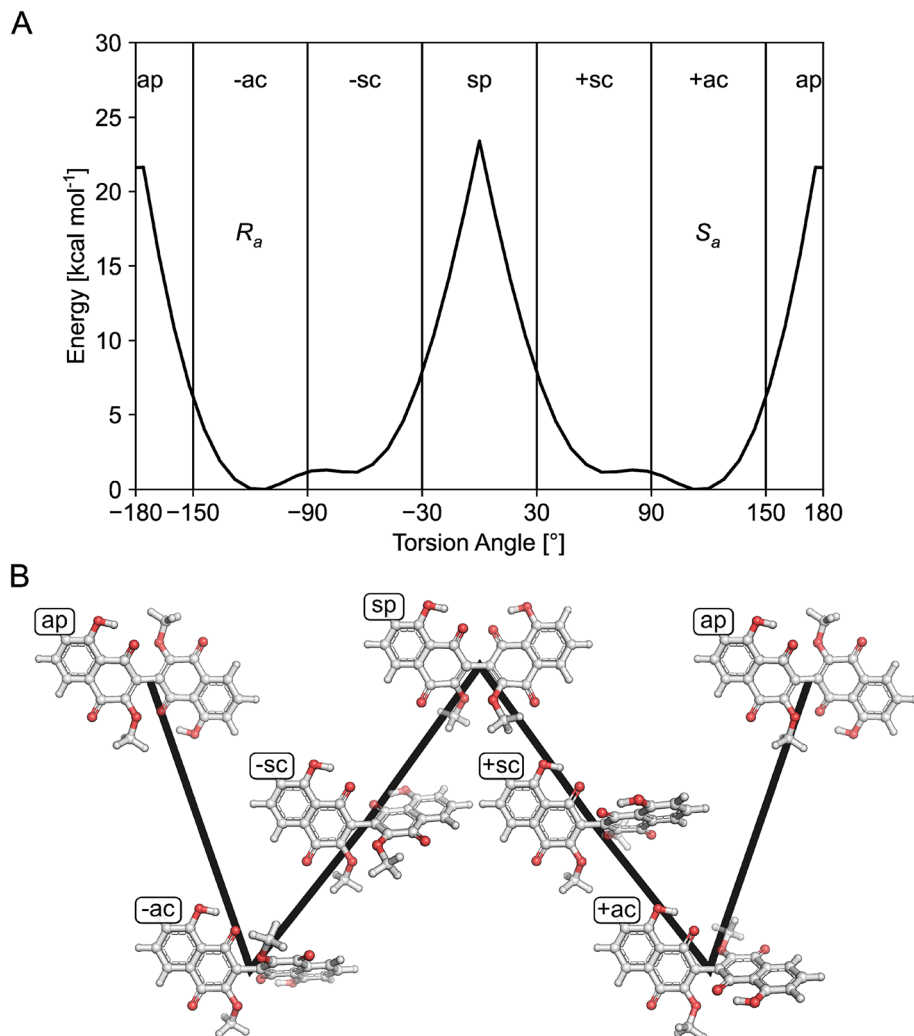 A
30
25
20
15
10
5
0
Energy [kcal mol⁻¹]
ap -ac -sc sp +sc +ac ap
Rₐ Sₐ
−180 −150 −90 −30 30 90 150 180
Torsion Angle [°]
B
ap sp ap
-sc +sc
-ac +ac